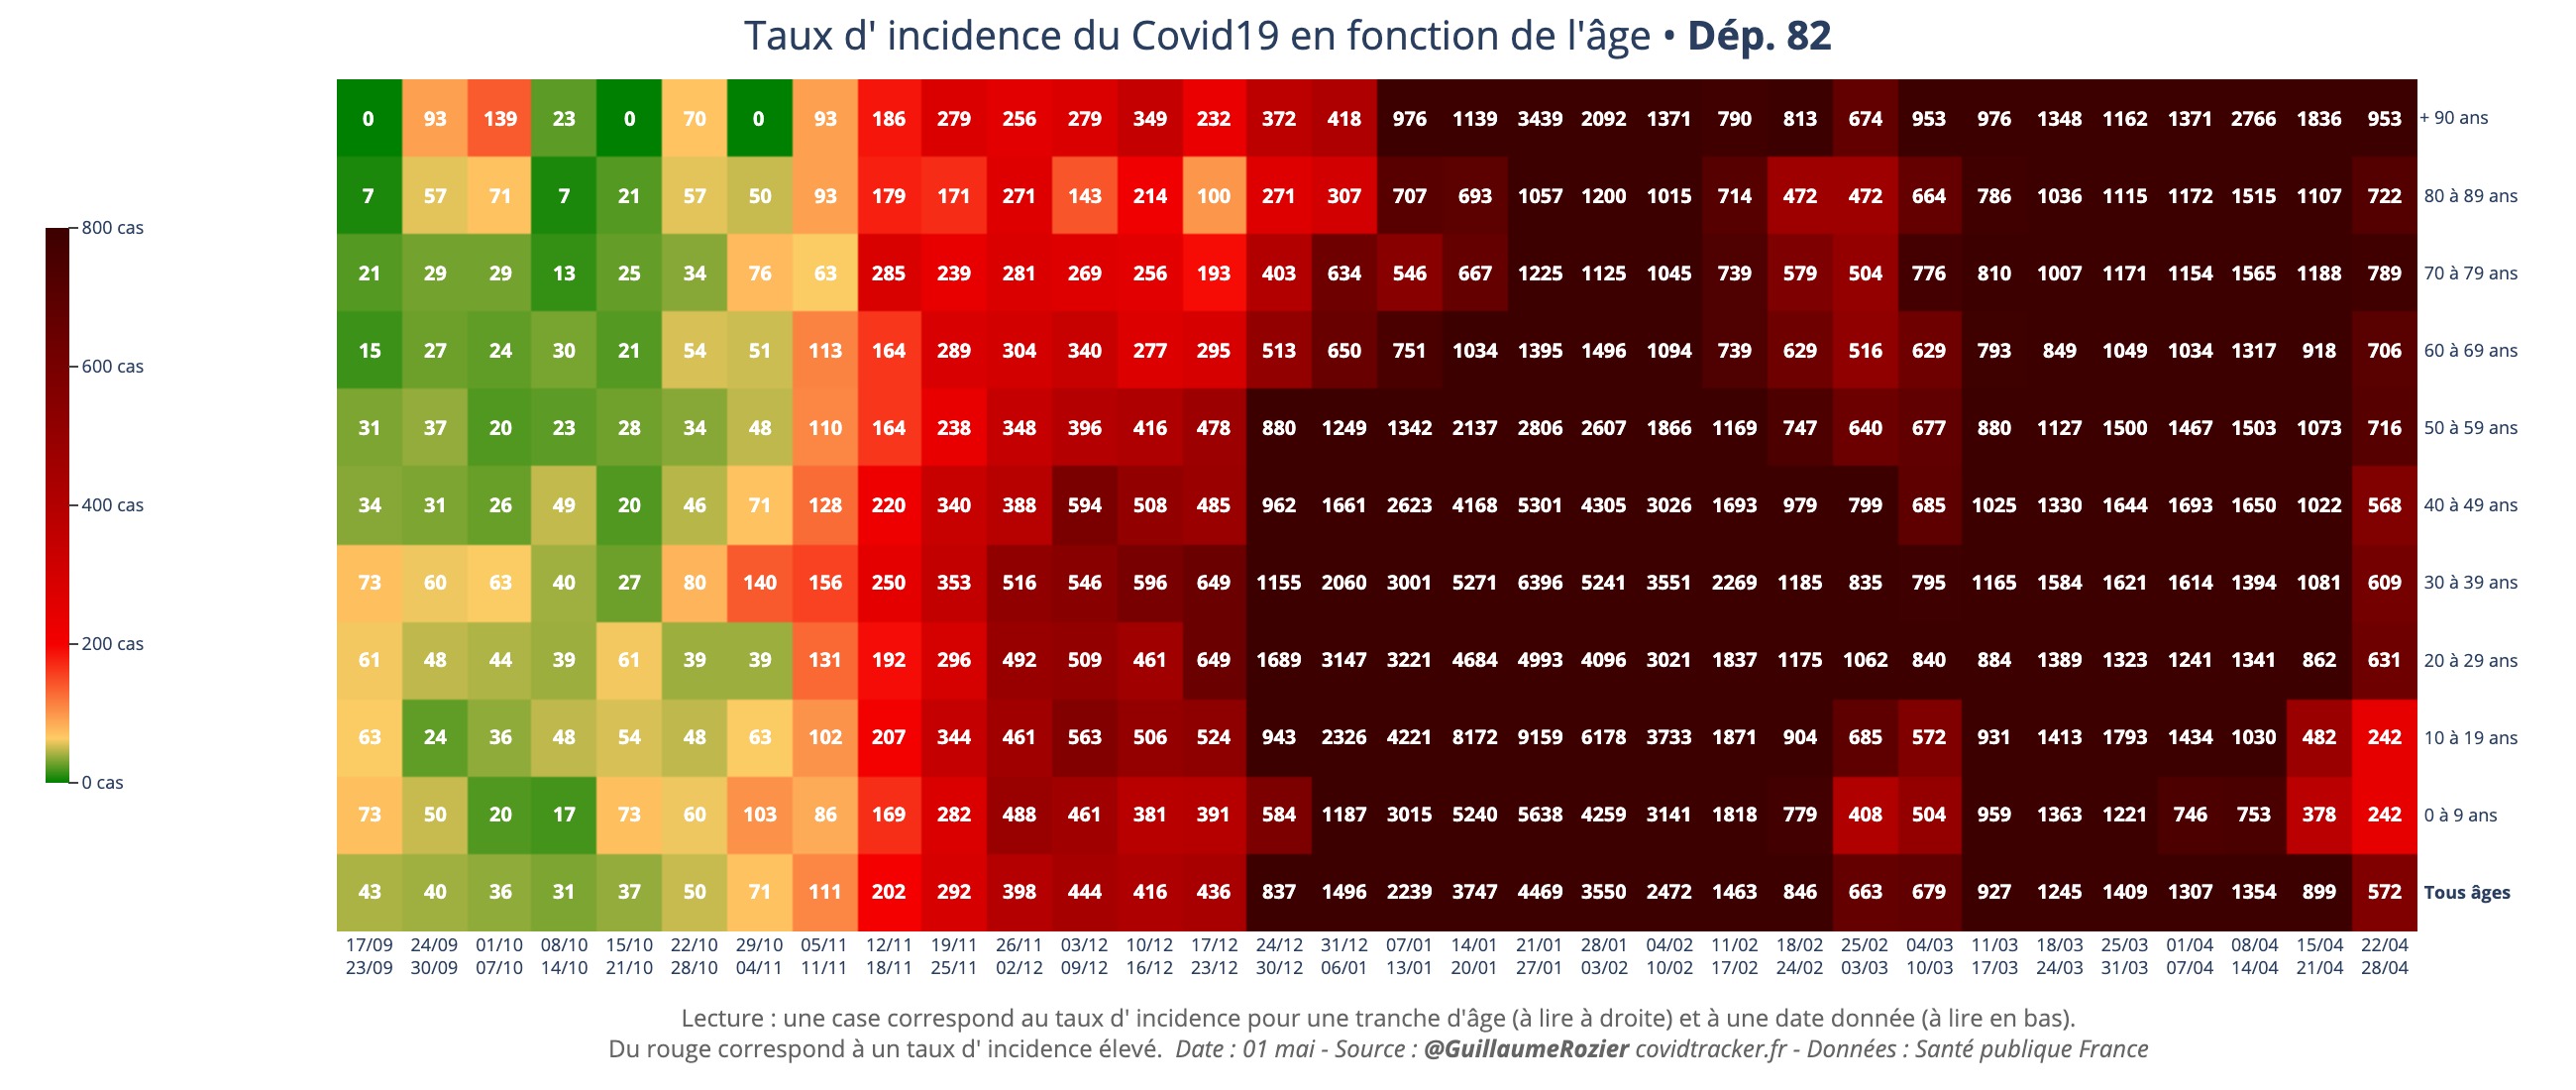 Taux d' incidence du Covid19 en fonction de l'âge • Dép. 82
800 cas
600 cas
400 cas
200 cas
0 cas
0 93 139 23 0 70 0 93 186 279 256 279 349 232 372 418 976 1139 3439 2092 1371 790 813 674 953 976 1348 1162 1371 2766 1836 953 + 90 ans
7 57 71 7 21 57 50 93 179 171 271 143 214 100 271 307 707 693 1057 1200 1015 714 472 472 664 786 1036 1115 1172 1515 1107 722 80 à 89 ans
21 29 29 13 25 34 76 63 285 239 281 269 256 193 403 634 546 667 1225 1125 1045 739 579 504 776 810 1007 1171 1154 1565 1188 789 70 à 79 ans
15 27 24 30 21 54 51 113 164 289 304 340 277 295 513 650 751 1034 1395 1496 1094 739 629 516 629 793 849 1049 1034 1317 918 706 60 à 69 ans
31 37 20 23 28 34 48 110 164 238 348 396 416 478 880 1249 1342 2137 2806 2607 1866 1169 747 640 677 880 1127 1500 1467 1503 1073 716 50 à 59 ans
34 31 26 49 20 46 71 128 220 340 388 594 508 485 962 1661 2623 4168 5301 4305 3026 1693 979 799 685 1025 1330 1644 1693 1650 1022 568 40 à 49 ans
73 60 63 40 27 80 140 156 250 353 516 546 596 649 1155 2060 3001 5271 6396 5241 3551 2269 1185 835 795 1165 1584 1621 1614 1394 1081 609 30 à 39 ans
61 48 44 39 61 39 39 131 192 296 492 509 461 649 1689 3147 3221 4684 4993 4096 3021 1837 1175 1062 840 884 1389 1323 1241 1341 862 631 20 à 29 ans
63 24 36 48 54 48 63 102 207 344 461 563 506 524 943 2326 4221 8172 9159 6178 3733 1871 904 685 572 931 1413 1793 1434 1030 482 242 10 à 19 ans
73 50 20 17 73 60 103 86 169 282 488 461 381 391 584 1187 3015 5240 5638 4259 3141 1818 779 408 504 959 1363 1221 746 753 378 242 0 à 9 ans
43 40 36 31 37 50 71 111 202 292 398 444 416 436 837 1496 2239 3747 4469 3550 2472 1463 846 663 679 927 1245 1409 1307 1354 899 572 Tous âges
17/09 24/09 01/10 08/10 15/10 22/10 29/10 05/11 12/11 19/11 26/11 03/12 10/12 17/12 24/12 31/12 07/01 14/01 21/01 28/01 04/02 11/02 18/02 25/02 04/03 11/03 18/03 25/03 01/04 08/04 15/04 22/04
23/09 30/09 07/10 14/10 21/10 28/10 04/11 11/11 18/11 25/11 02/12 09/12 16/12 23/12 30/12 06/01 13/01 20/01 27/01 03/02 10/02 17/02 24/02 03/03 10/03 17/03 24/03 31/03 07/04 14/04 21/04 28/04
Lecture : une case correspond au taux d' incidence pour une tranche d'âge (à lire à droite) et à une date donnée (à lire en bas).
Du rouge correspond à un taux d' incidence élevé. Date : 01 mai - Source : @GuillaumeRozier covidtracker.fr - Données : Santé publique France